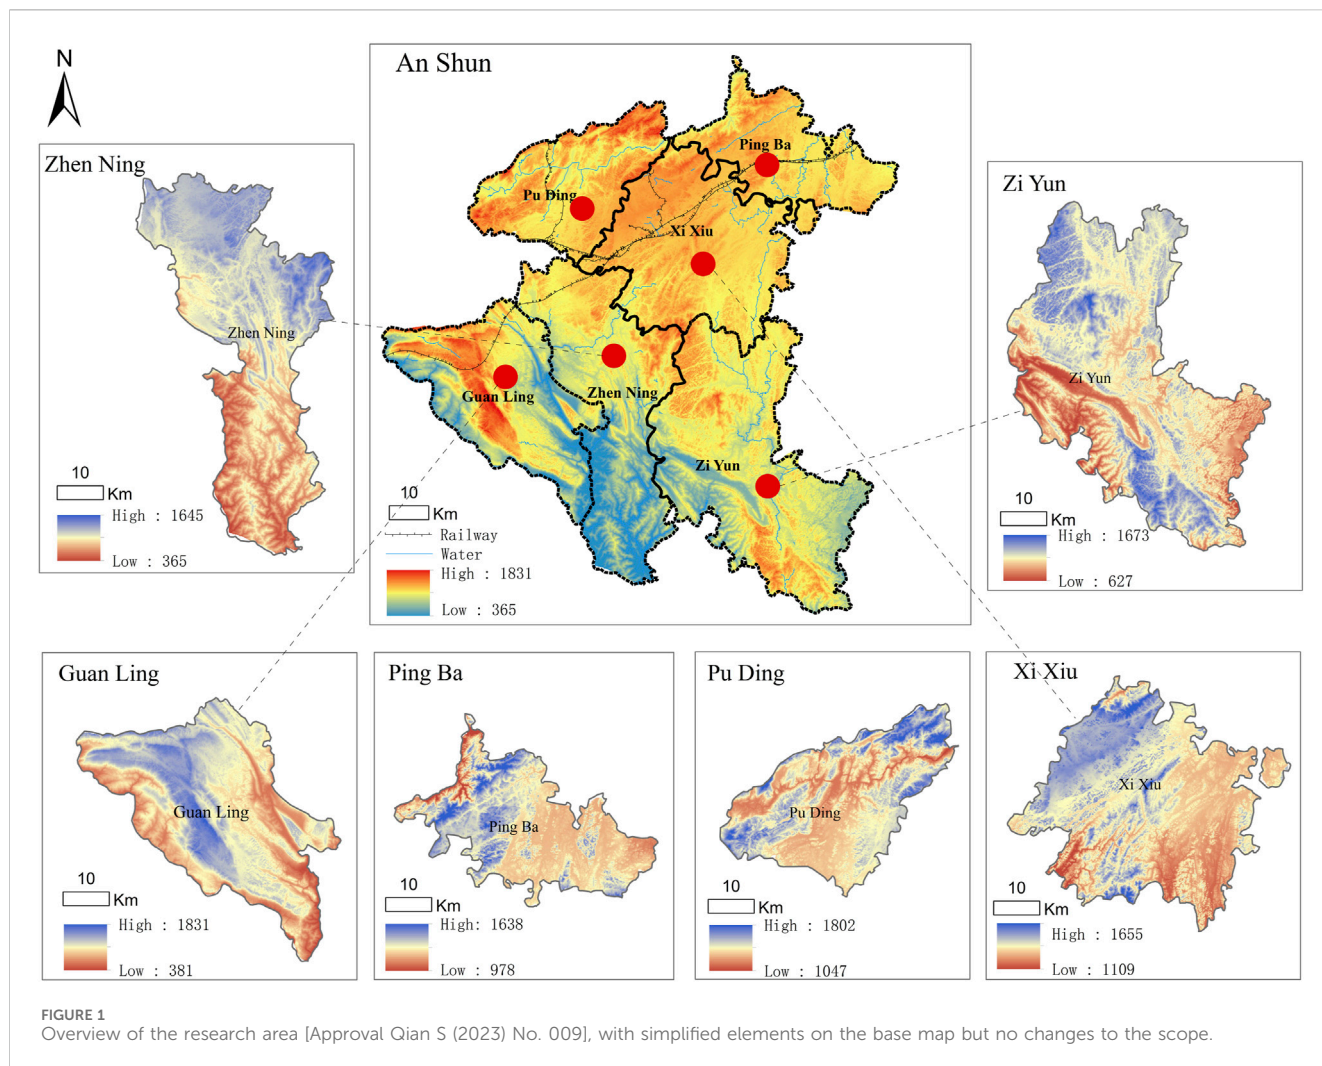 N
An Shun
Ping Ba
Pu Ding
Xi Xiu
Guan Ling
Zhen Ning
Zi Yun
10
Km
Railway
Water
High : 1831
Low : 365
Zhen Ning
Zhen Ning
10
Km
High : 1645
Low : 365
Zi Yun
Zi Yun
10
Km
High : 1673
Low : 627
Guan Ling
Guan Ling
10
Km
High : 1831
Low : 381
Ping Ba
Ping Ba
10
Km
High: 1638
Low : 978
Pu Ding
Pu Ding
10
Km
High : 1802
Low : 1047
Xi Xiu
Xi Xiu
10
Km
High : 1655
Low : 1109
FIGURE 1
Overview of the research area [Approval Qian S (2023) No. 009], with simplified elements on the base map but no changes to the scope.